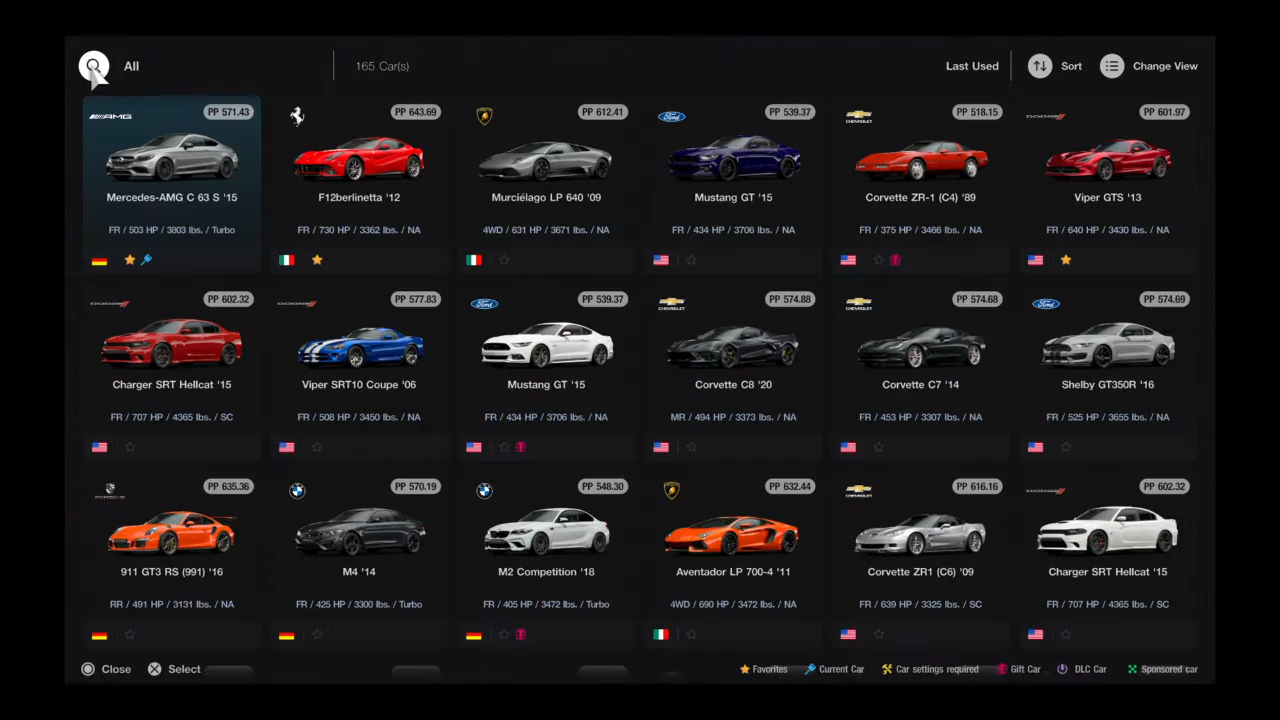 All
165 Car(s)
Last Used
Sort
Change View
AMG
PP 571.43
PP 643.69
PP 612.41
Ford
PP 539.37
CHEVROLET
PP 518.15
DODGE
PP 601.97
Mercedes-AMG C 63 S '15
F12berlinetta '12
Murciélago LP 640 '09
Mustang GT '15
Corvette ZR-1 (C4) '89
Viper GTS '13
FR / 503 HP / 3803 lbs. / Turbo
FR / 730 HP / 3362 lbs. / NA
4WD / 631 HP / 3671 lbs. / NA
FR / 434 HP / 3706 lbs. / NA
FR / 375 HP / 3466 lbs. / NA
FR / 640 HP / 3430 lbs. / NA
DODGE
PP 602.32
DODGE
PP 577.83
Ford
PP 539.37
CHEVROLET
PP 574.88
CHEVROLET
PP 574.68
Ford
PP 574.69
Charger SRT Hellcat '15
Viper SRT10 Coupe '06
Mustang GT '15
Corvette C8 '20
Corvette C7 '14
Shelby GT350R '16
FR / 707 HP / 4365 lbs. / SC
FR / 508 HP / 3450 lbs. / NA
FR / 434 HP / 3706 lbs. / NA
MR / 494 HP / 3373 lbs. / NA
FR / 453 HP / 3307 lbs. / NA
FR / 525 HP / 3655 lbs. / NA
PORSCHE
PP 635.36
PP 570.19
PP 548.30
PP 632.44
CHEVROLET
PP 616.16
DODGE
PP 602.32
911 GT3 RS (991) '16
M4 '14
M2 Competition '18
Aventador LP 700-4 '11
Corvette ZR1 (C6) '09
Charger SRT Hellcat '15
RR / 491 HP / 3131 lbs. / NA
FR / 425 HP / 3300 lbs. / Turbo
FR / 405 HP / 3472 lbs. / Turbo
4WD / 690 HP / 3472 lbs. / NA
FR / 639 HP / 3325 lbs. / SC
FR / 707 HP / 4365 lbs. / SC
Close
Select
Favorites
Current Car
Car settings required
Gift Car
DLC Car
Sponsored car